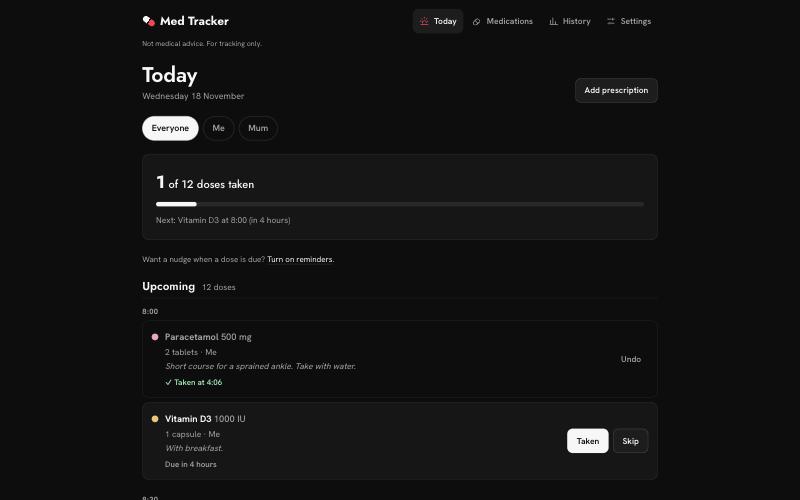 Med Tracker
Today
Medications
History
Settings
Not medical advice. For tracking only.
Today
Wednesday 18 November
Add prescription
Everyone
Me
Mum
1 of 12 doses taken
Next: Vitamin D3 at 8:00 (in 4 hours)
Want a nudge when a dose is due? Turn on reminders.
Upcoming 12 doses
8:00
Paracetamol 500 mg
2 tablets · Me
Short course for a sprained ankle. Take with water.
✓ Taken at 4:06
Undo
Vitamin D3 1000 IU
1 capsule · Me
With breakfast.
Due in 4 hours
Taken
Skip